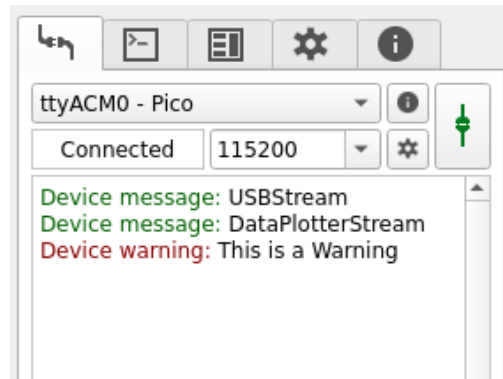 ttyACM0 - Pico
Connected 115200
Device message: USBStream
Device message: DataPlotterStream
Device warning: This is a Warning